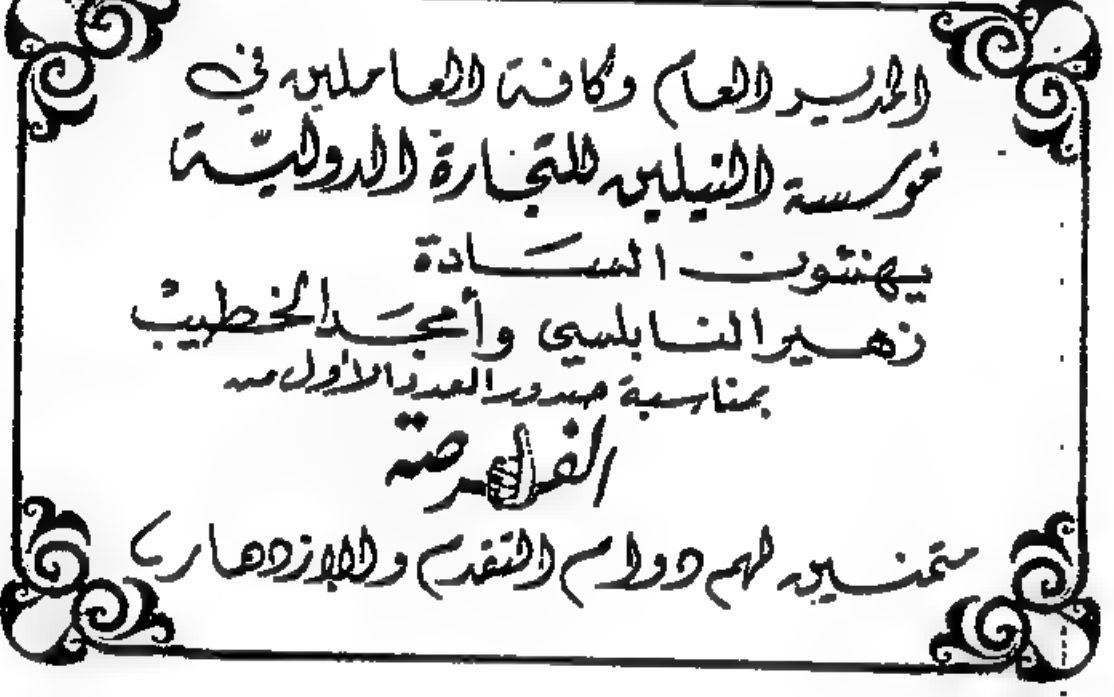 المدير العام وكافة العاملين في
مؤسسة النيلين للتجارة الدوليّة
يهنئون السادة
زهير النابلسي وأمجد الخطيب
بمناسبة صدور العدد الأول من
الفرصة
متمنين لهم دوام التقدم والازدهار